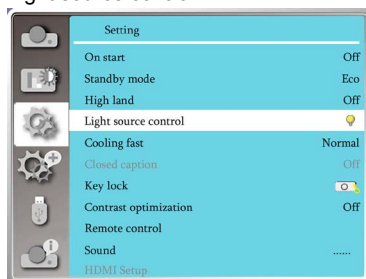 Setting
On start Off
Standby mode Eco
High land Off
Light source control
Cooling fast Normal
Closed caption Off
Key lock
Contrast optimization Off
Remote control
Sound ......
HDMI Setup